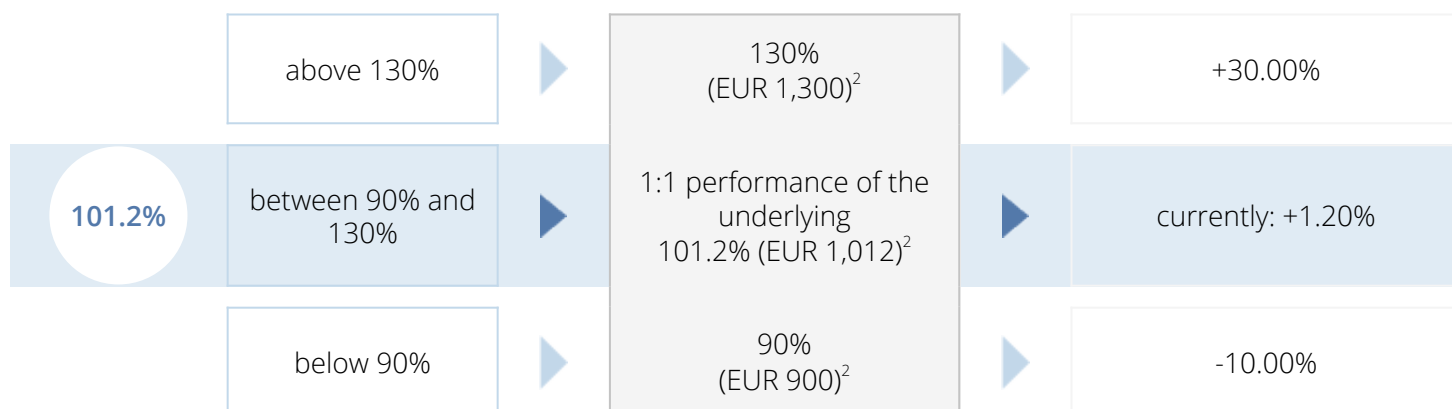 above 130%
130%
(EUR 1,300)²
+30.00%
101.2%
between 90% and
130%
1:1 performance of the
underlying
101.2% (EUR 1,012)²
currently: +1.20%
below 90%
90%
(EUR 900)²
-10.00%